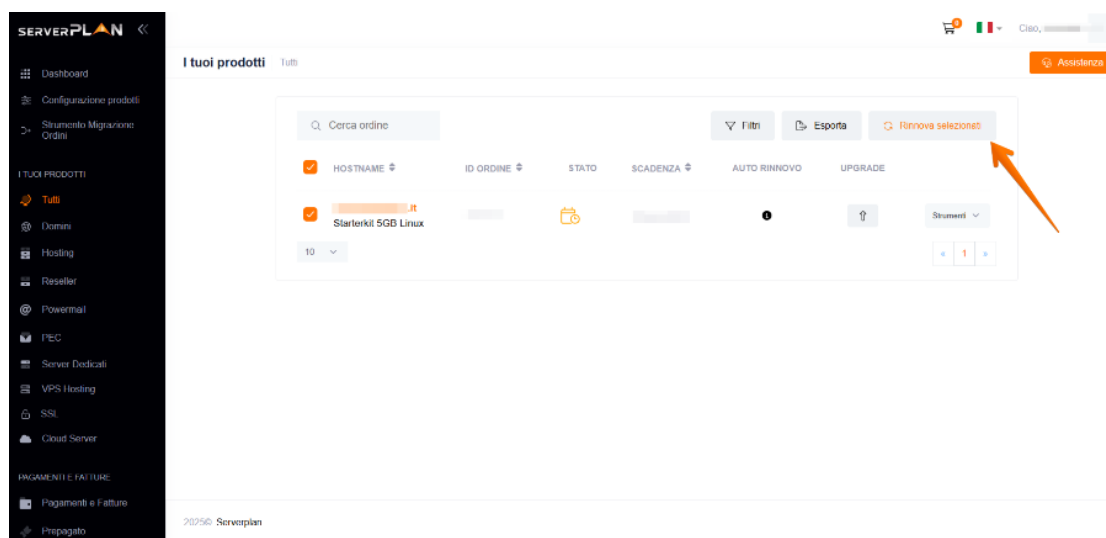 SERVERPLAN
0
Ciao,
I tuoi prodotti
Tutti
Assistenza
Dashboard
Configurazione prodotti
Strumento Migrazione
Ordini
I TUOI PRODOTTI
Tutti
Domini
Hosting
Reseller
Powermail
PEC
Server Dedicati
VPS Hosting
SSL
Cloud Server
PAGAMENTI E FATTURE
Pagamenti e Fatture
Prepagato
Cerca ordine
Filtri
Esporta
Rinnova selezionati
HOSTNAME
ID ORDINE
STATO
SCADENZA
AUTO RINNOVO
UPGRADE
.it
Starterkit 5GB Linux
Strumenti
10
« 1 »
2025© Serverplan